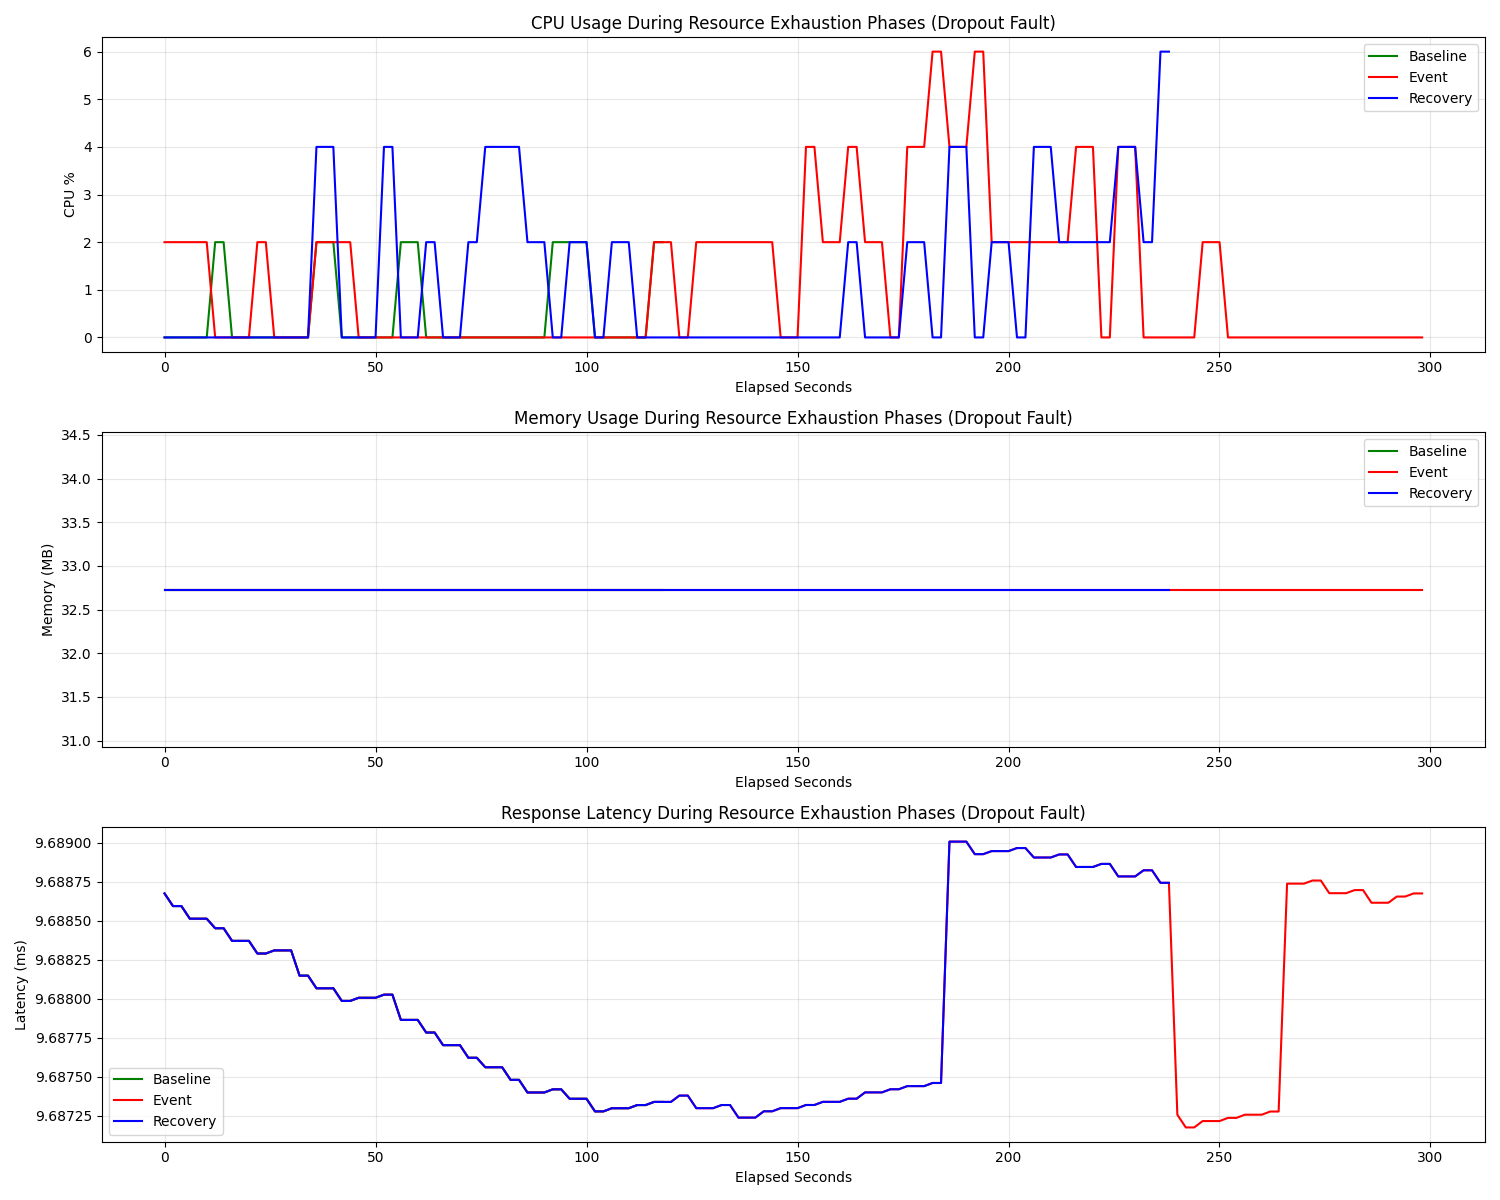 CPU Usage During Resource Exhaustion Phases (Dropout Fault)
CPU %
6
5
4
3
2
1
0
Baseline
Event
Recovery
0 50 100 150 200 250 300
Elapsed Seconds
Memory Usage During Resource Exhaustion Phases (Dropout Fault)
Memory (MB)
34.5
34.0
33.5
33.0
32.5
32.0
31.5
31.0
Baseline
Event
Recovery
0 50 100 150 200 250 300
Elapsed Seconds
Response Latency During Resource Exhaustion Phases (Dropout Fault)
Latency (ms)
9.68900
9.68875
9.68850
9.68825
9.68800
9.68775
9.68750
9.68725
Baseline
Event
Recovery
0 50 100 150 200 250 300
Elapsed Seconds